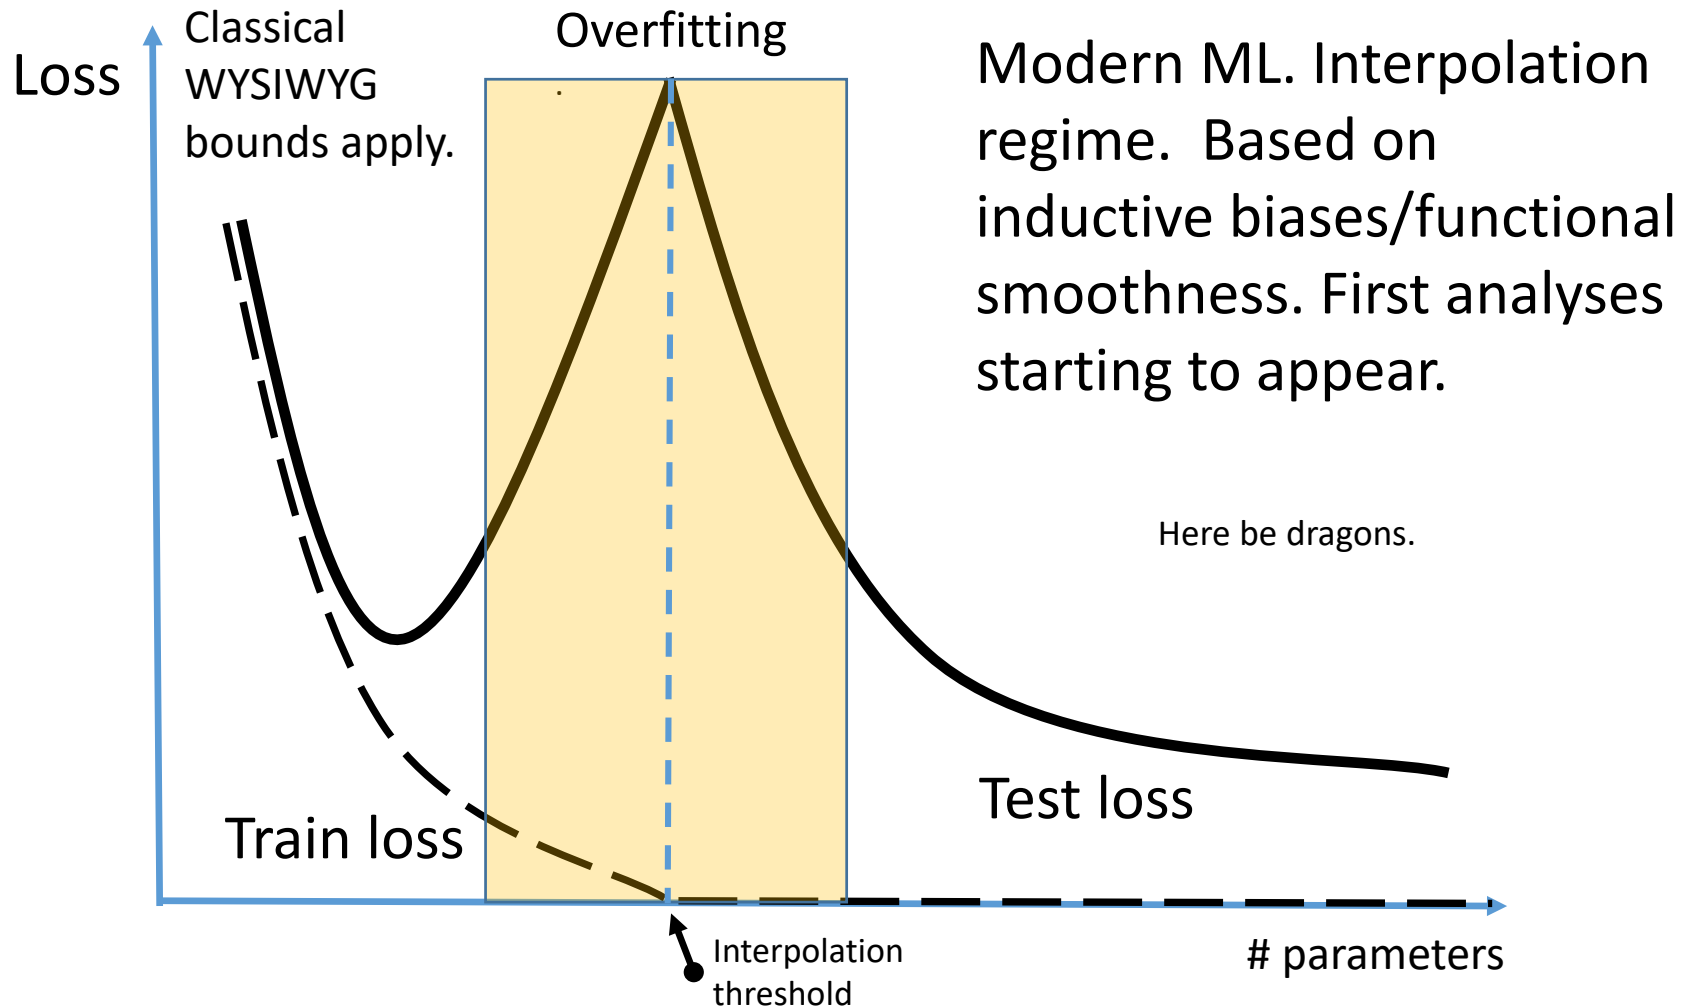 Loss
Classical
WYSIWYG
bounds apply.
Overfitting
Modern ML. Interpolation
regime. Based on
inductive biases/functional
smoothness. First analyses
starting to appear.
Here be dragons.
Train loss
Test loss
Interpolation
threshold
# parameters